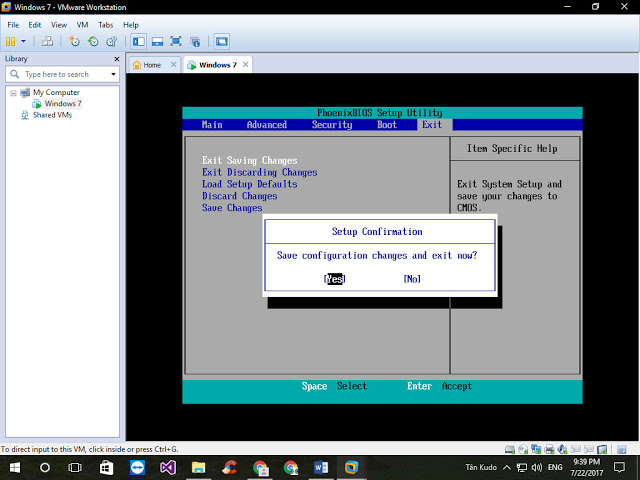 Windows 7 - VMware Workstation
File Edit View VM Tabs Help
Library
Type here to search
My Computer
Windows 7
Shared VMs
Home
Windows 7
PhoenixBIOS Setup Utility
Main Advanced Security Boot Exit
Exit Saving Changes
Exit Discarding Changes
Load Setup Defaults
Discard Changes
Save Changes
Item Specific Help
Exit System Setup and
save your changes to
CMOS.
Setup Confirmation
Save configuration changes and exit now?
[Yes] [No]
Space Select Enter Accept
To direct input to this VM, click inside or press Ctrl+G.
Tân Kudo
ENG
9:39 PM
7/22/2017